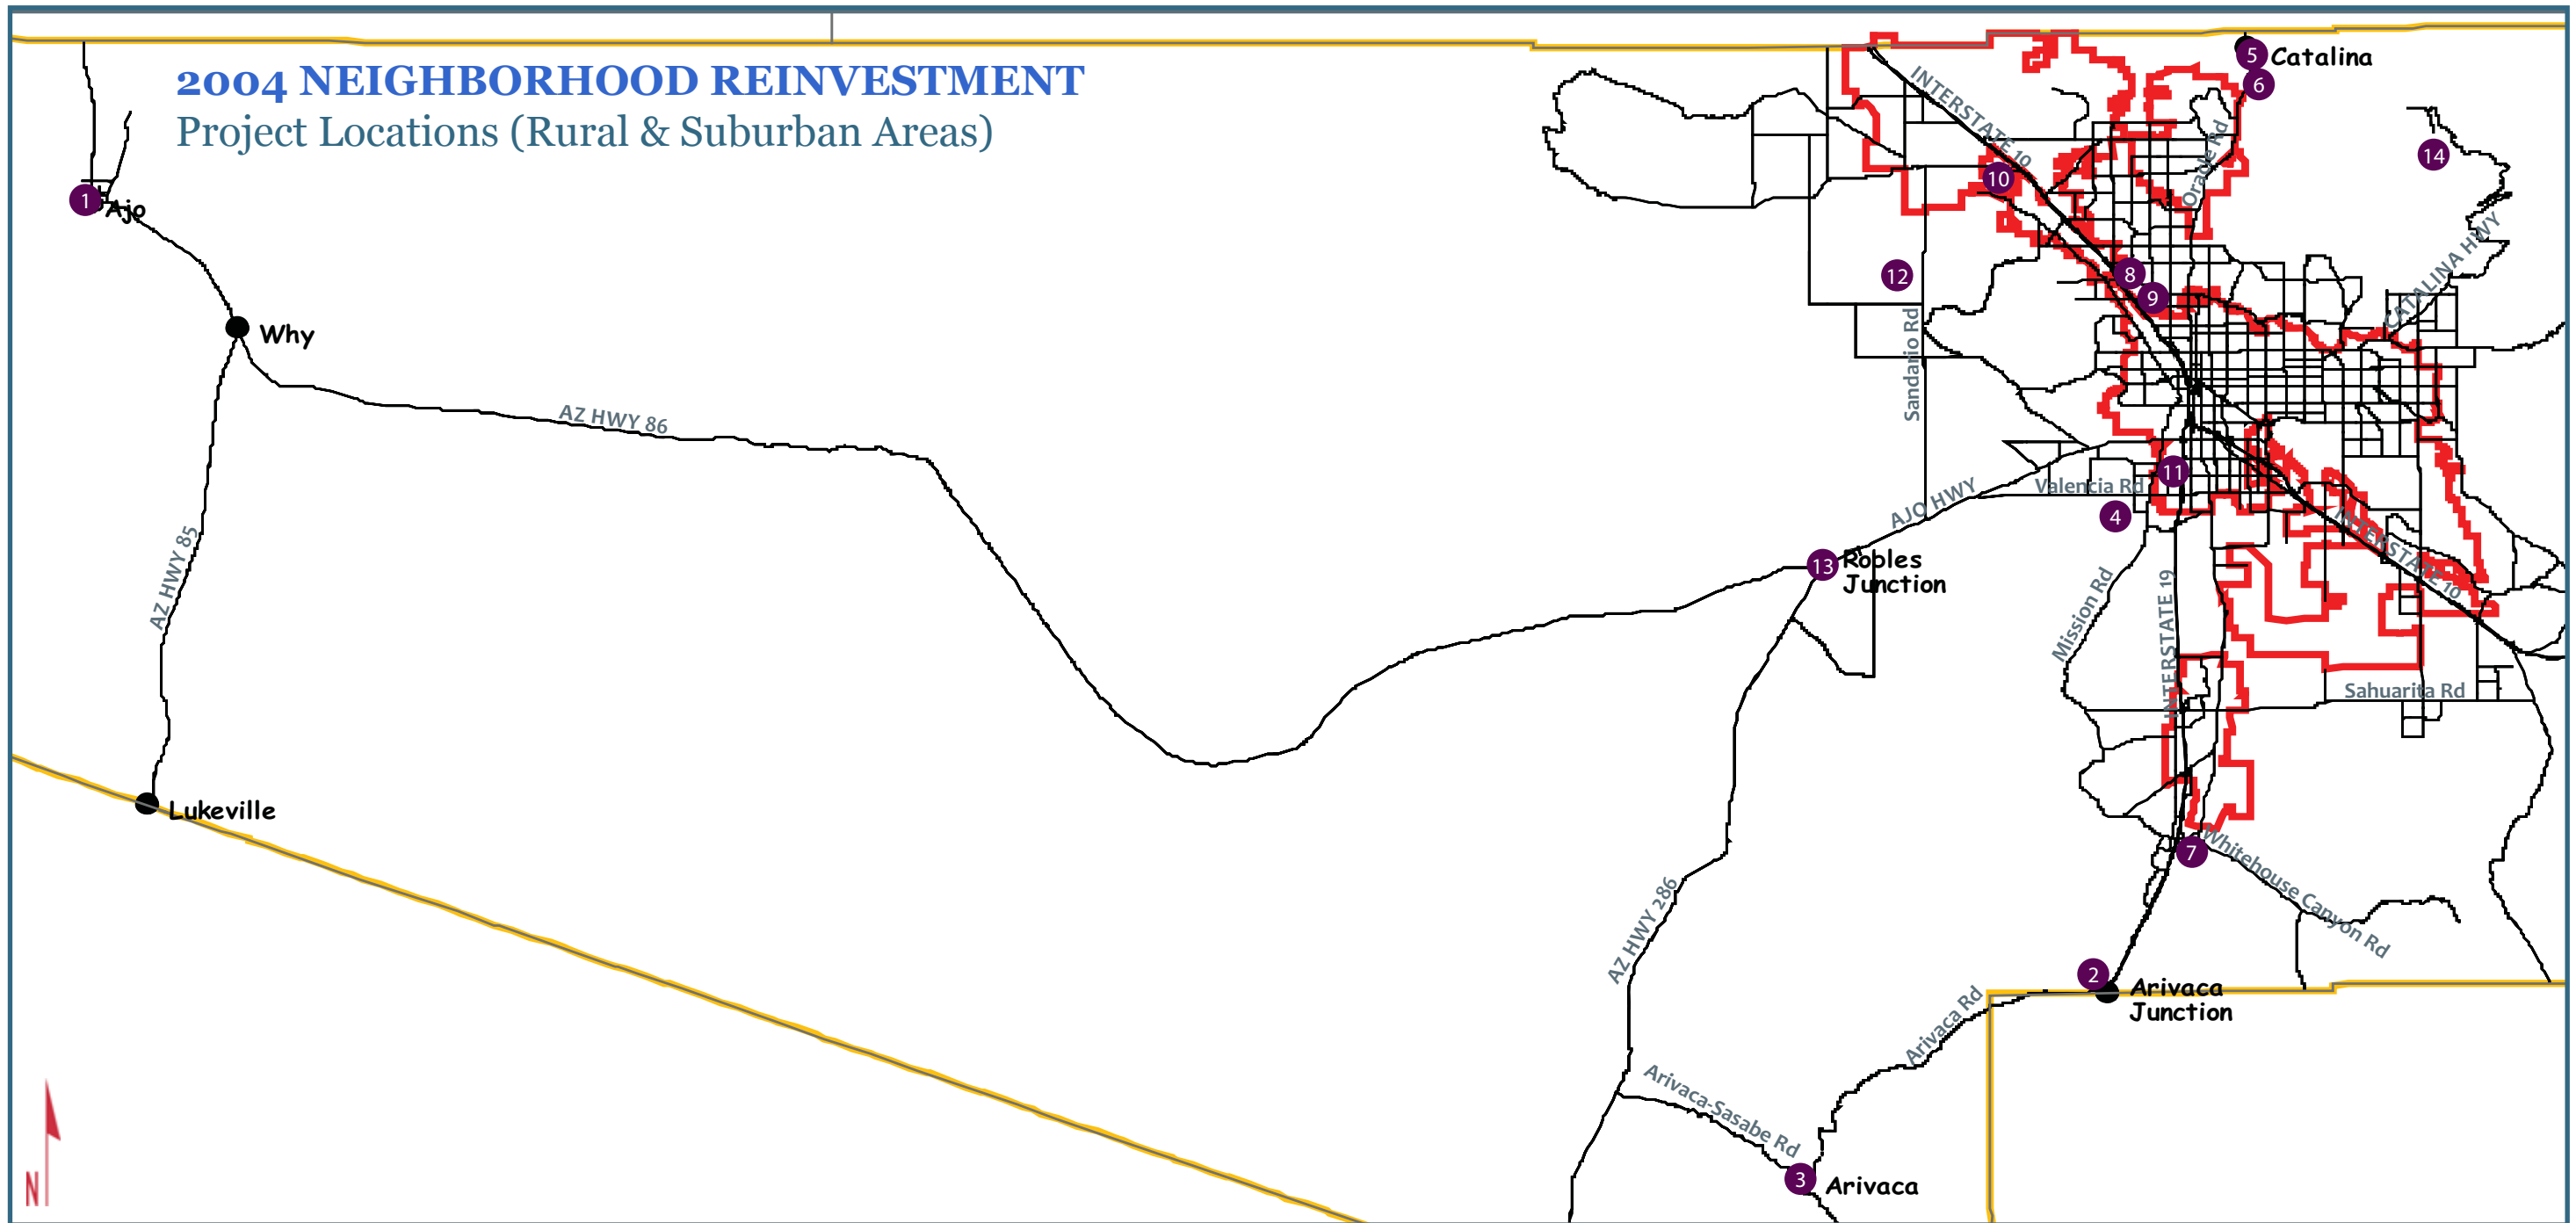 2004 NEIGHBORHOOD REINVESTMENT
Project Locations (Rural & Suburban Areas)
5
Catalina
6
INTERSTATE 10
14
Oracle Rd
10
1
Ajo
CATALINA HWY
12
8
9
Why
Sandario Rd
AZ HWY 86
11
Valencia Rd
AJO HWY
4
INTERSTATE 10
AZ HWY 85
13
Robles
Junction
Mission Rd
INTERSTATE 19
Sahuarita Rd
Lukeville
7
Whitehouse Canyon Rd
AZ HWY 286
2
Arivaca
Junction
Arivaca Rd
Arivaca-Sasabe Rd
3
Arivaca
N